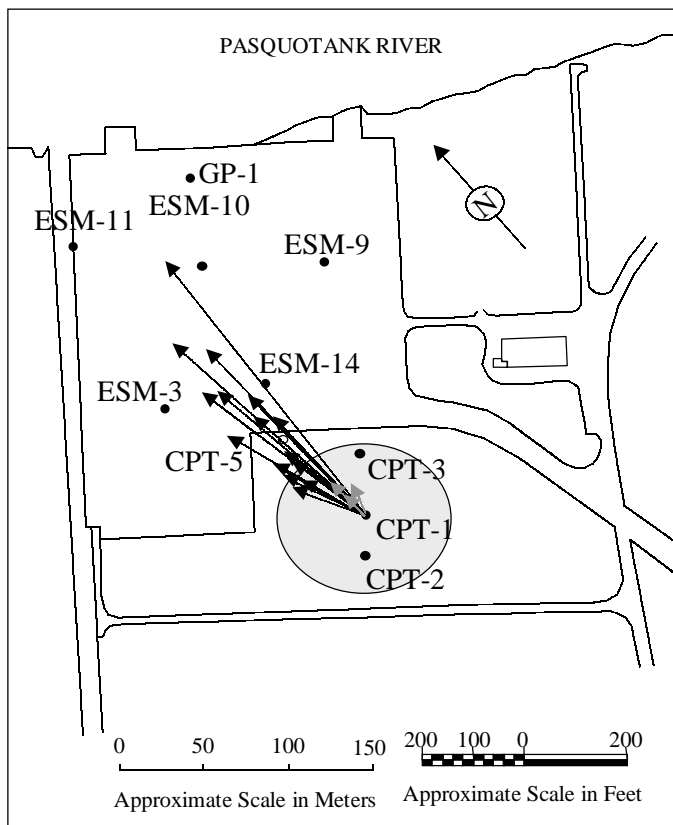 PASQUOTANK RIVER
GP-1
ESM-10
ESM-11
ESM-9
N
ESM-14
ESM-3
CPT-5
CPT-3
CPT-1
CPT-2
0 50 100 150
Approximate Scale in Meters
200 100 0 200
Approximate Scale in Feet